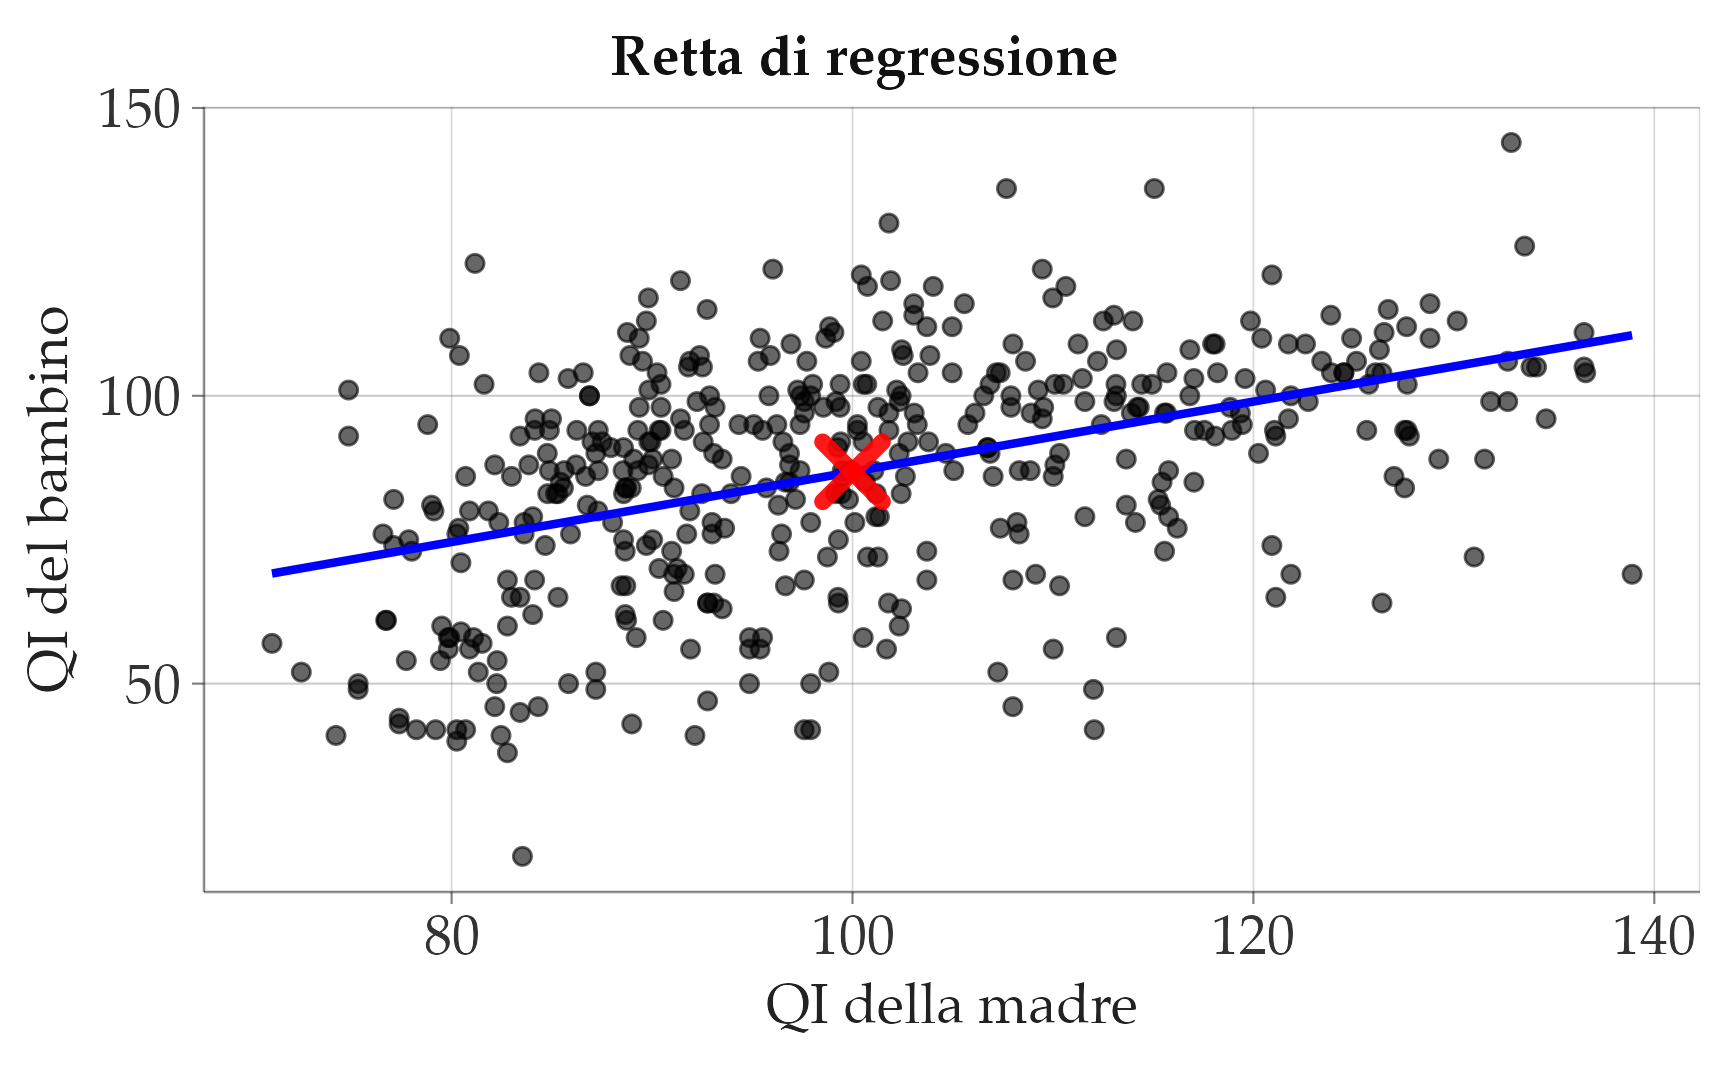 Retta di regressione
150
100
50
QI del bambino
80 100 120 140
QI della madre